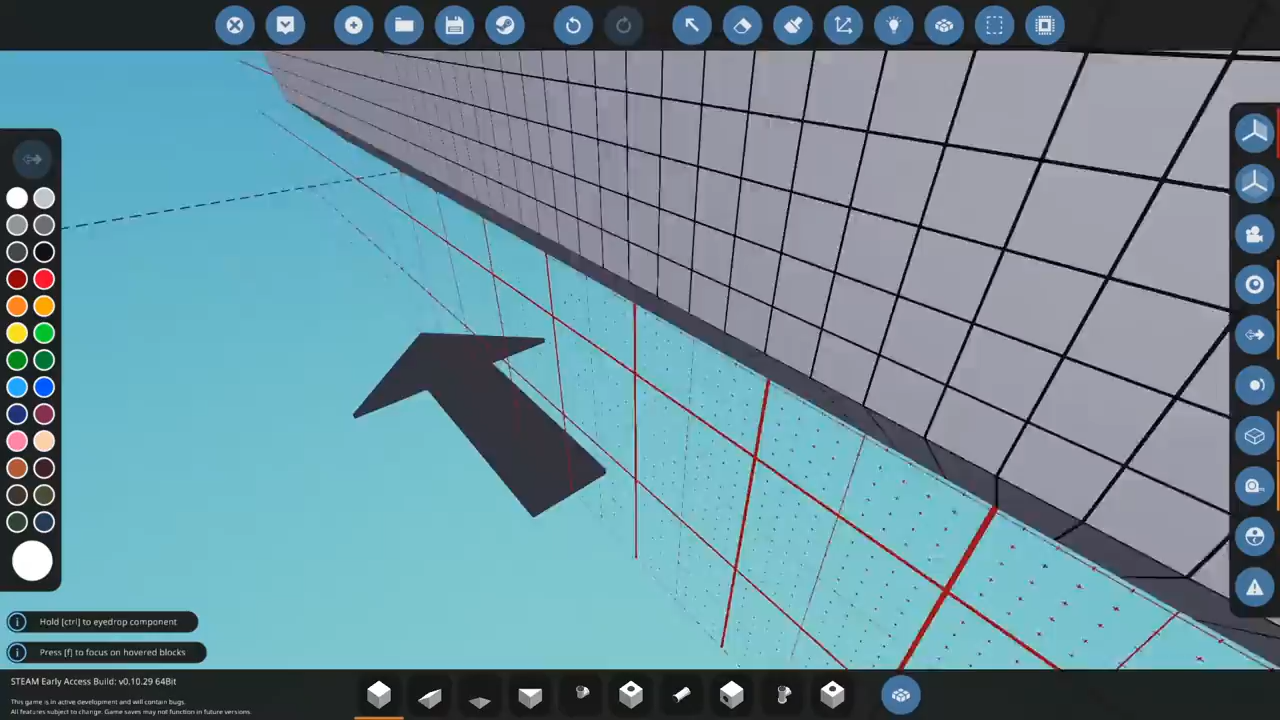 Hold [ctrl] to eyedrop component
Press [f] to focus on hovered blocks
STEAM Early Access Build: v0.10.29 64Bit
This game is in active development and will contain bugs.
All features subject to change. Game saves may not function in future versions.